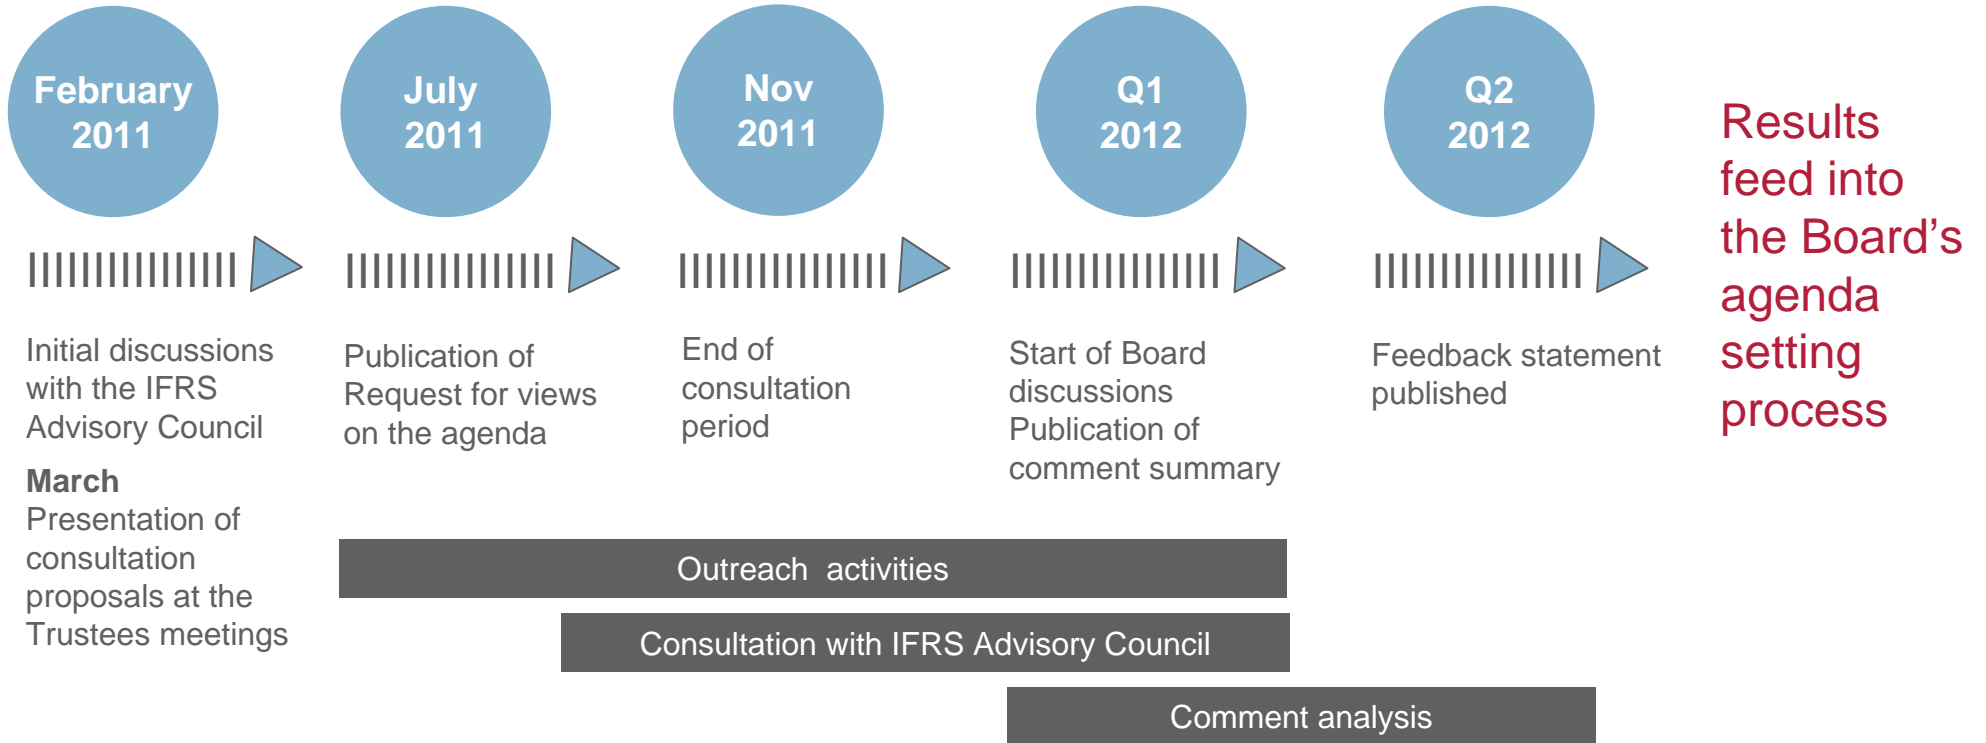 February
2011
July
2011
Nov
2011
Q1
2012
Q2
2012
Results
feed into
the Board’s
agenda
setting
process
Initial discussions
with the IFRS
Advisory Council
March
Presentation of
consultation
proposals at the
Trustees meetings
Publication of
Request for views
on the agenda
End of
consultation
period
Start of Board
discussions
Publication of
comment summary
Feedback statement
published
Outreach activities
Consultation with IFRS Advisory Council
Comment analysis